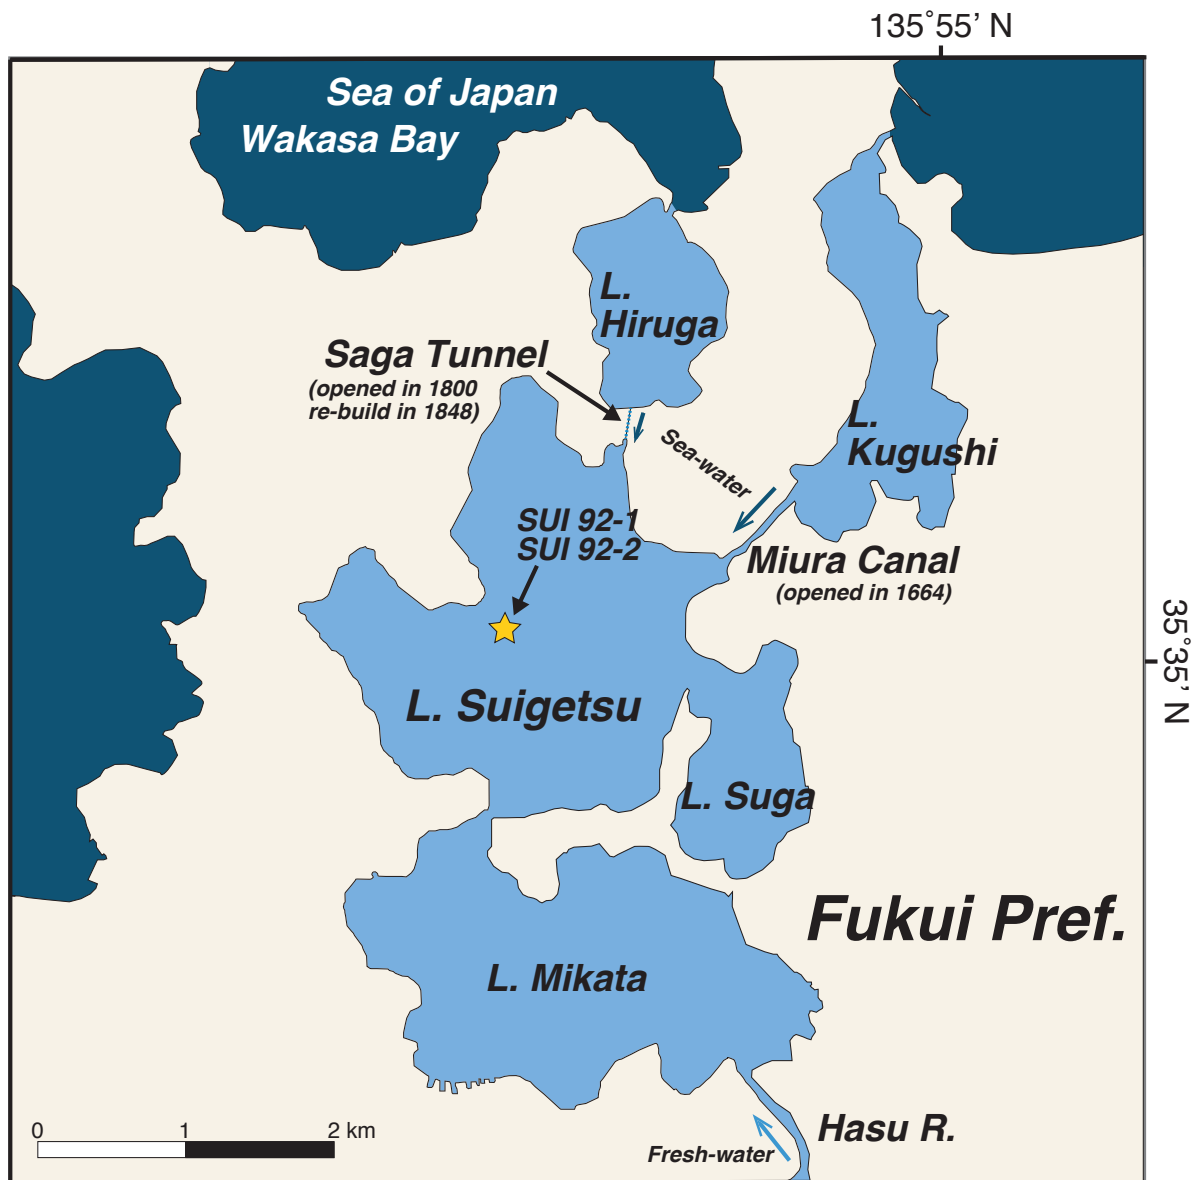 135˚55’ N
Sea of Japan
Wakasa Bay
L.
Hiruga
Saga Tunnel
(opened in 1800
re-build in 1848)
Sea-water
L.
Kugushi
SUI 92-1
SUI 92-2
Miura Canal
(opened in 1664)
35˚35’ N
L. Suigetsu
L. Suga
Fukui Pref.
L. Mikata
Hasu R.
Fresh-water
0 1 2 km